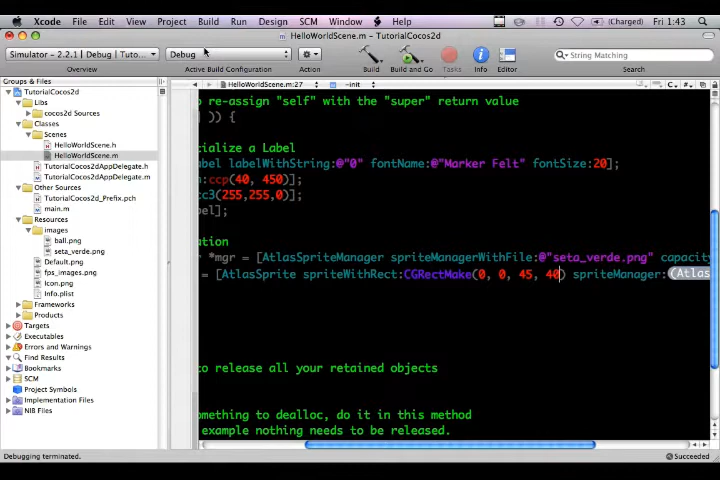 Xcode File Edit View Project Build Run Design SCM Window Help (Charged) Fri 1:43
HelloWorldScene.m - TutorialCocos2d
Simulator - 2.2.1 | Debug | Tuto...
Debug
String Matching
Overview Active Build Configuration Action Build Build and Go Tasks Info Editor Search
Groups & Files
HelloWorldScene.m:27 -init
TutorialCocos2d
Libs
cocos2d Sources
Classes
Scenes
HelloWorldScene.h
HelloWorldScene.m
TutorialCocos2dAppDelegate.h
TutorialCocos2dAppDelegate.m
Other Sources
TutorialCocos2d_Prefix.pch
main.m
Resources
images
ball.png
seta_verde.png
Default.png
fps_images.png
Icon.png
Info.plist
Frameworks
Products
Targets
Executables
Errors and Warnings
Find Results
Bookmarks
SCM
Project Symbols
Implementation Files
NIB Files
o re-assign "self" with the "super" return value
)) {
ialize a Label
abel labelWithString:@"0" fontName:@"Marker Felt" fontSize:20];
:ccp(40, 450)];
cc3(255,255,0)];
bel];
ation
r *mgr = [AtlasSpriteManager spriteManagerWithFile:@"seta_verde.png" capacity
= [AtlasSprite spriteWithRect:CGRectMake(0, 0, 45, 40) spriteManager:(Atlas
to release all your retained objects
omething to dealloc, do it in this method
example nothing needs to be released.
Debugging terminated.
Succeeded